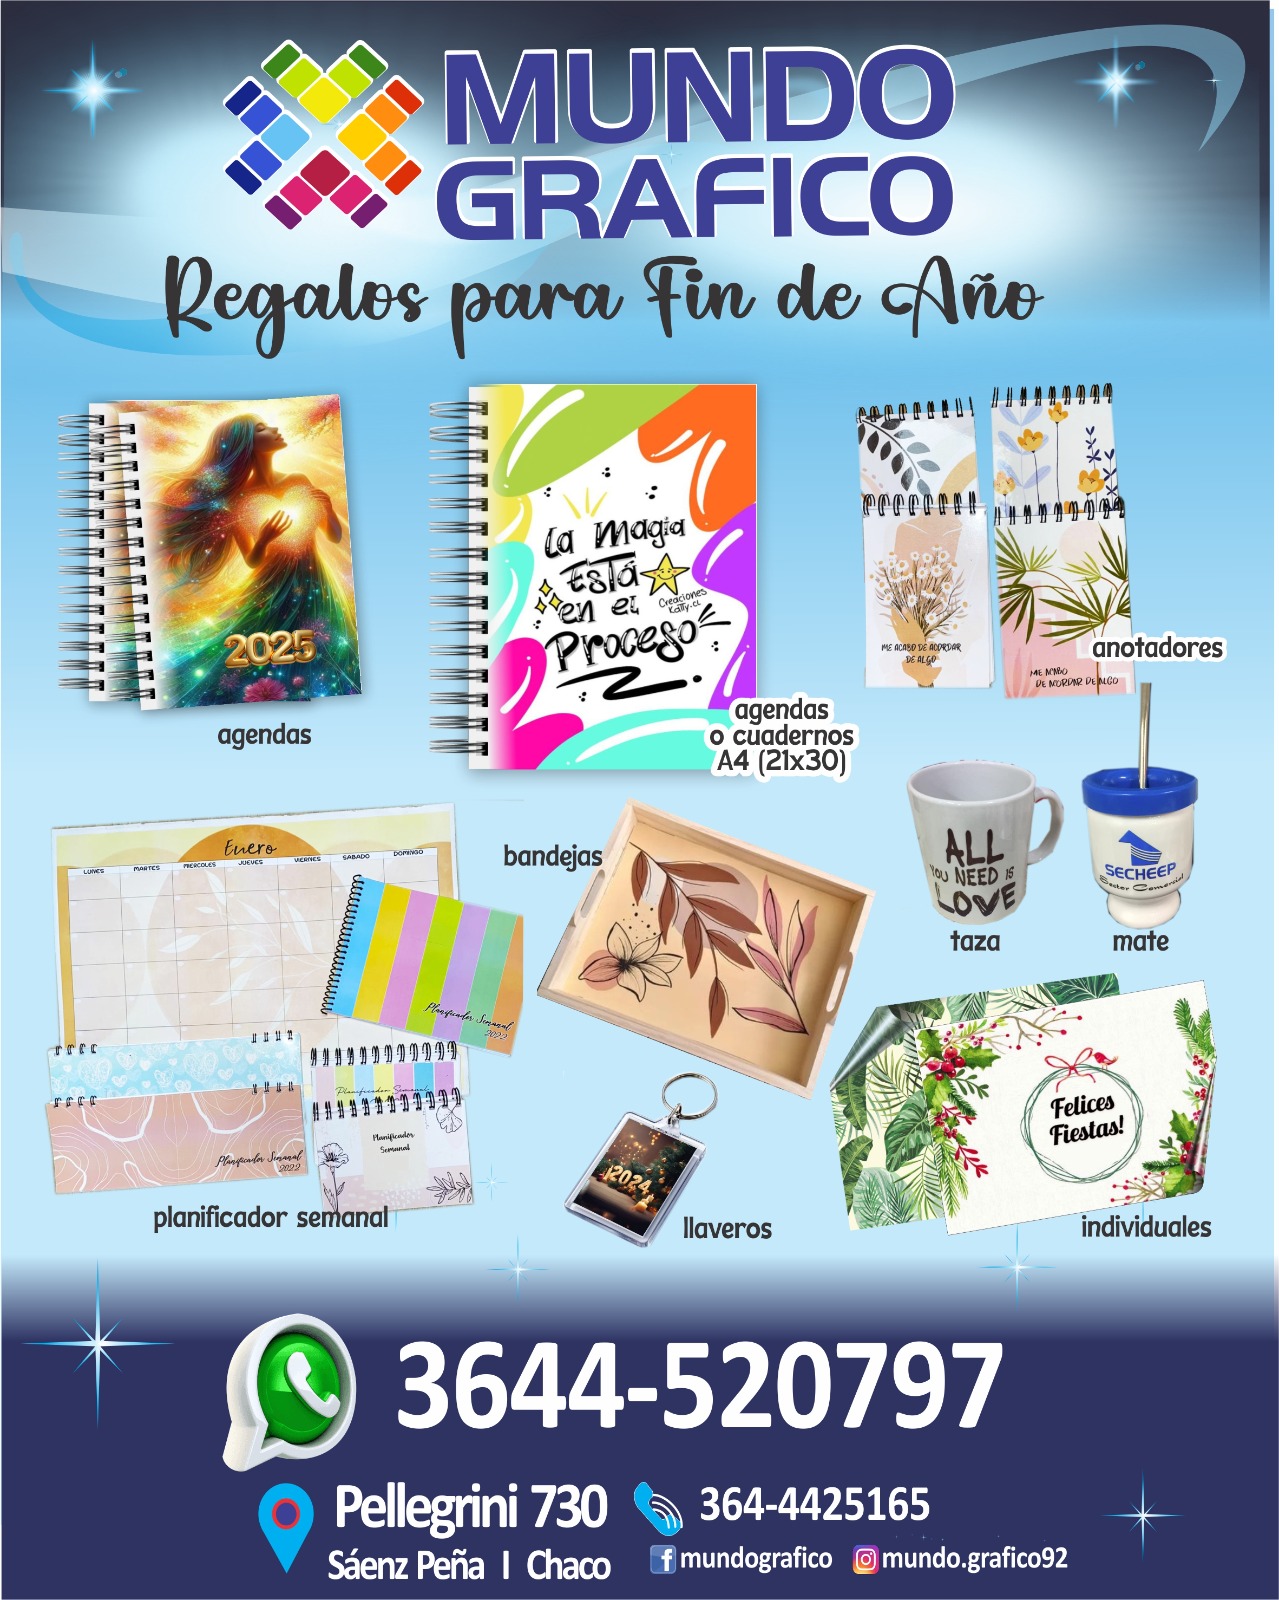 MUNDO
GRAFICO
Regalos para Fin de Año
2025
agendas
La Magia
Está
en el
Proceso
Creaciones
Katty.cl
agendas
o cuadernos
A4 (21x30)
ME ACABO DE ACORDAR
DE ALGO
ME ACABO
DE ACORDAR DE ALGO
anotadores
Enero
LUNES MARTES MIERCOLES JUEVES VIERNES SABADO DOMINGO
Planificador Semanal
2022
Planificador Semanal
Planificador
Semanal
Planificador Semanal
2022
planificador semanal
bandejas
ALL
YOU NEED IS
LOVE
taza
SECHEEP
Sector Comercial
mate
2024
llaveros
Felices
Fiestas!
individuales
3644-520797
Pellegrini 730
Sáenz Peña I Chaco
364-4425165
f mundografico mundo.grafico92